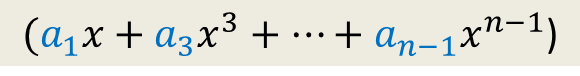 (a₁x + a₃x³ + ⋯ + aₙ₋₁xⁿ⁻¹)